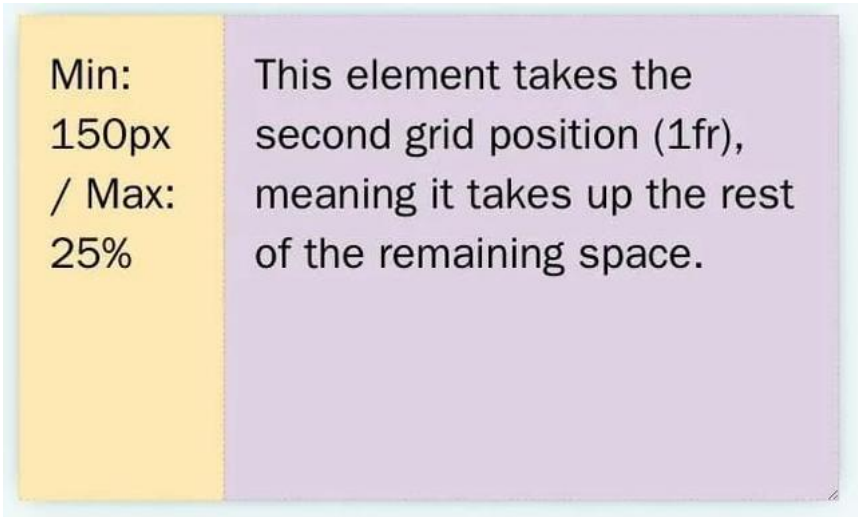 Min:
150px
/ Max:
25%
This element takes the
second grid position (1fr),
meaning it takes up the rest
of the remaining space.